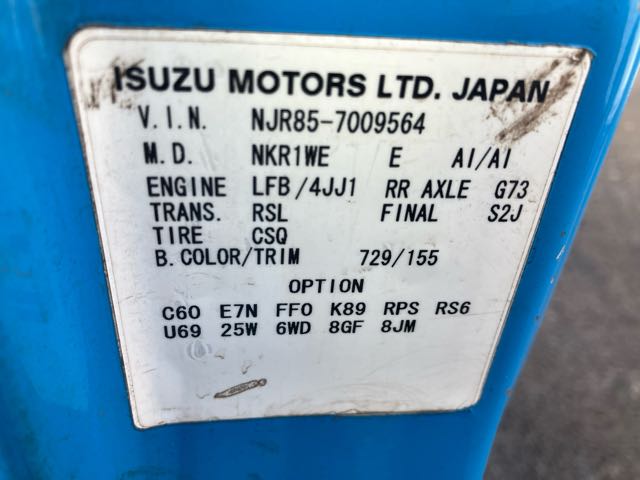 ISUZU MOTORS LTD. JAPAN
V.I.N. NJR85-7009564
M.D. NKR1WE E AI/AI
ENGINE LFB/4JJ1 RR AXLE G73
TRANS. RSL FINAL S2J
TIRE CSQ
B.COLOR/TRIM 729/155
OPTION
C60 E7N FF0 K89 RPS RS6
U69 25W 6WD 8GF 8JM